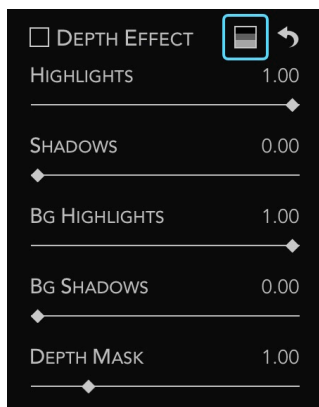 Depth Effect
Highlights 1.00
Shadows 0.00
Bg Highlights 1.00
Bg Shadows 0.00
Depth Mask 1.00